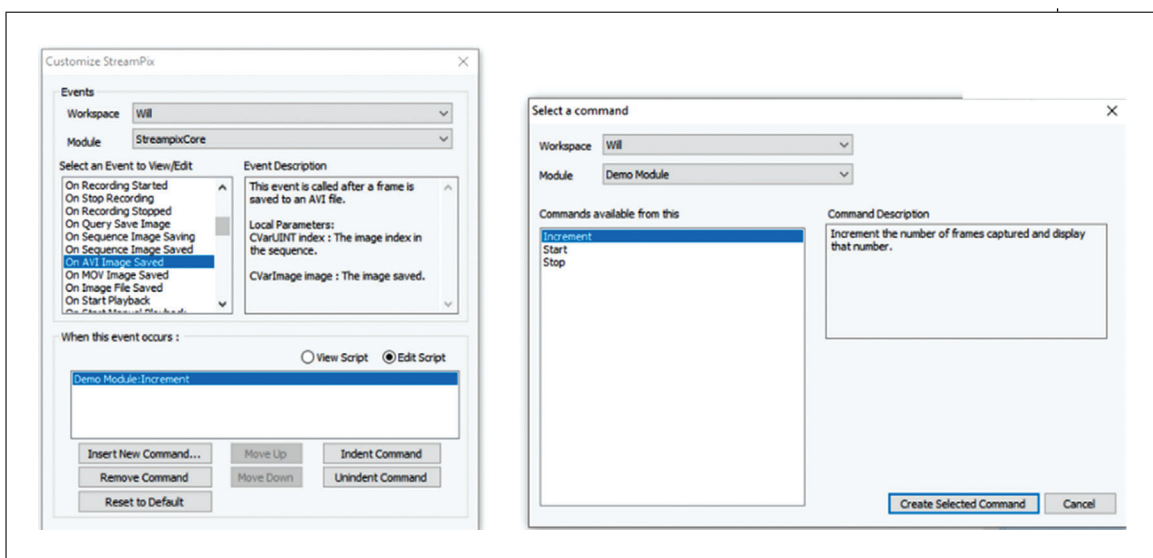 Customize StreamPix
Events
Workspace Will
Module StreampixCore
Select an Event to View/Edit
On Recording Started
On Stop Recording
On Recording Stopped
On Query Save Image
On Sequence Image Saving
On Sequence Image Saved
On AVI Image Saved
On MOV Image Saved
On Image File Saved
On Start Playback
On Start Manual Playback
Event Description
This event is called after a frame is
saved to an AVI file.
Local Parameters:
CVarUINT index : The image index in
the sequence.
CVarImage image : The image saved.
When this event occurs :
View Script Edit Script
Demo Module:Increment
Insert New Command... Move Up Indent Command
Remove Command Move Down Unindent Command
Reset to Default
Select a command
Workspace Will
Module Demo Module
Commands available from this
Increment
Start
Stop
Command Description
Increment the number of frames captured and display
that number.
Create Selected Command Cancel